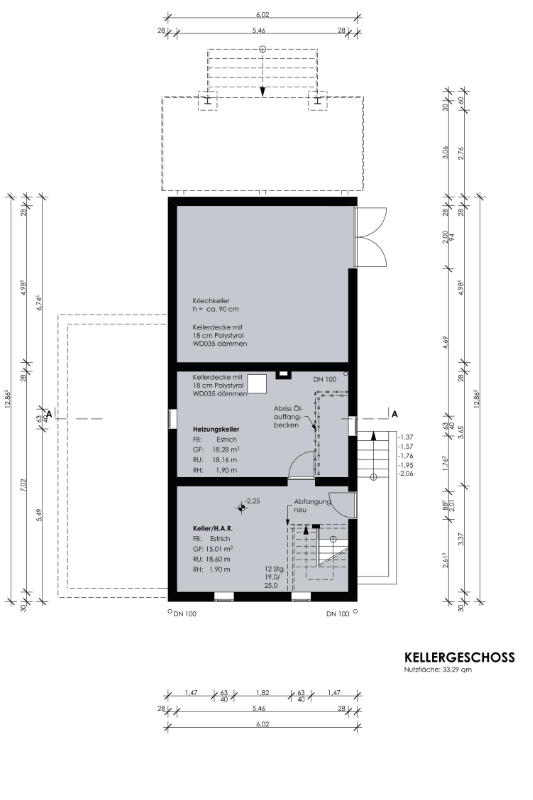 6,02
28 5,46 28
30 60
3,06 2,76
28 28 28
2,00
94
4,98⁵ 6,74⁵ 4,98⁵
Kriechkeller
h = ca. 90 cm
Kellerdecke mit
18 cm Polystyrol
WD035 dämmen
4,69
28 28
Kellerdecke mit
18 cm Polystyrol
WD035 dämmen
DN 100
12,86⁵ 12,86⁵
Abriss Öl-
auffang-
becken
A A
63
40
63
40
3,65
Heizungskeller
FB: Estrich
GF: 18,28 m²
RU: 18,16 m
RH: 1,90 m
-1,37
-1,57
-1,76
-1,95
-2,06
1,76⁵
7,02 5,49
-2,25
Abfangung
neu
88⁵
2,01
Keller/H.A.R.
FB: Estrich
GF: 15,01 m²
RU: 18,60 m
RH: 1,90 m
12 Stg.
19,0/
25,0
2,61⁵ 3,37
30 30
DN 100 DN 100
KELLERGESCHOSS
Nutzfläche: 33,29 qm
1,47 63 1,82 63 1,47
40 40
28 5,46 28
6,02